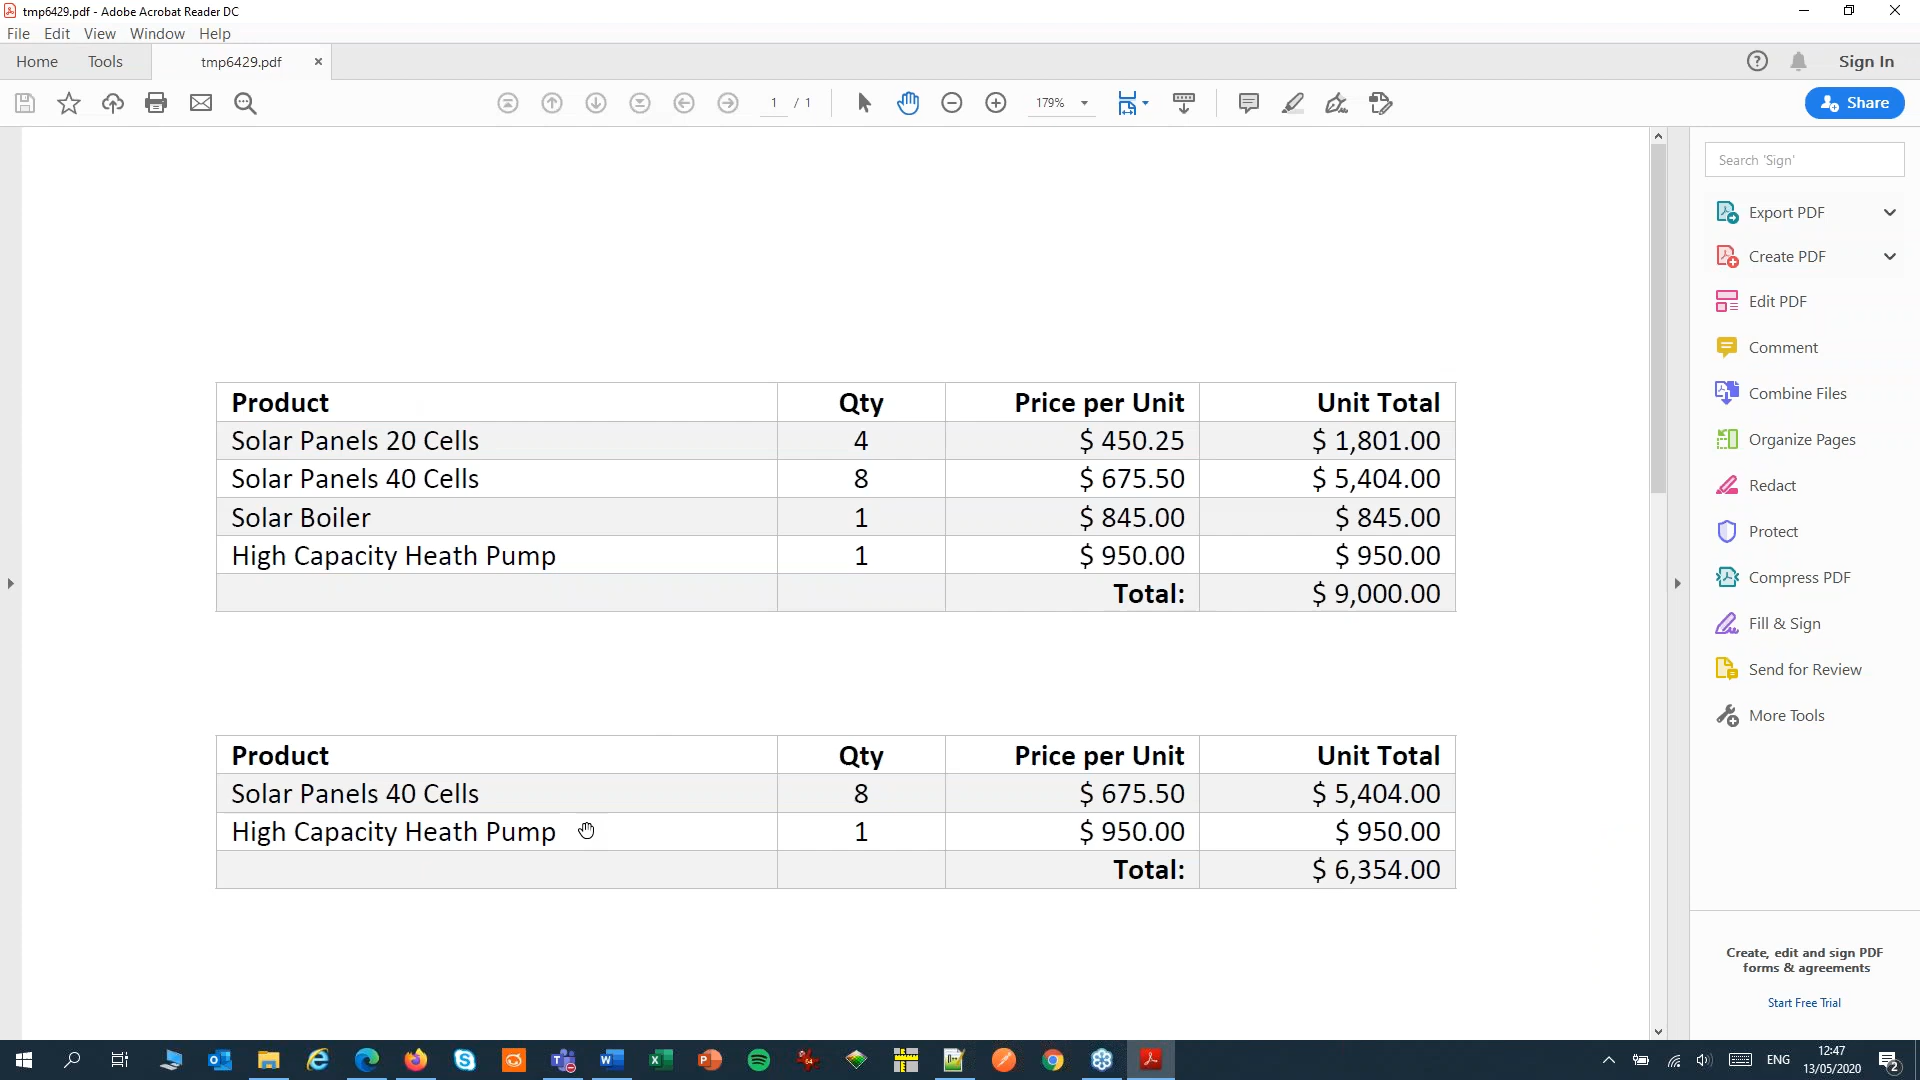 tmp6429.pdf - Adobe Acrobat Reader DC
File Edit View Window Help
Home Tools tmp6429.pdf Sign In
1 / 1 179% Share
Search 'Sign'
Export PDF
Create PDF
Edit PDF
Comment
Combine Files
Organize Pages
Redact
Protect
Compress PDF
Fill & Sign
Send for Review
More Tools
Create, edit and sign PDF
forms & agreements
Start Free Trial
Product Qty Price per Unit Unit Total
Solar Panels 20 Cells 4 $ 450.25 $ 1,801.00
Solar Panels 40 Cells 8 $ 675.50 $ 5,404.00
Solar Boiler 1 $ 845.00 $ 845.00
High Capacity Heath Pump 1 $ 950.00 $ 950.00
Total: $ 9,000.00
Product Qty Price per Unit Unit Total
Solar Panels 40 Cells 8 $ 675.50 $ 5,404.00
High Capacity Heath Pump 1 $ 950.00 $ 950.00
Total: $ 6,354.00
ENG 12:47
13/05/2020 2